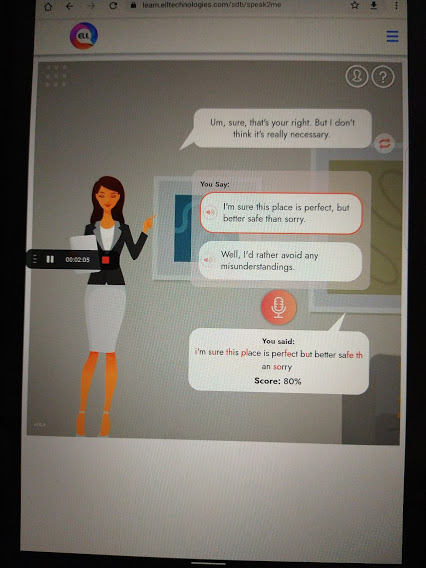 learn.elltechnologies.com/sdb/speak2me
ELL
?
Um, sure, that's your right. But I don't
think it's really necessary.
You Say:
I'm sure this place is perfect, but
better safe than sorry.
Well, I'd rather avoid any
misunderstandings.
00:02:05
You said:
i'm sure this place is perfect but better safe th
an sorry
Score: 80%